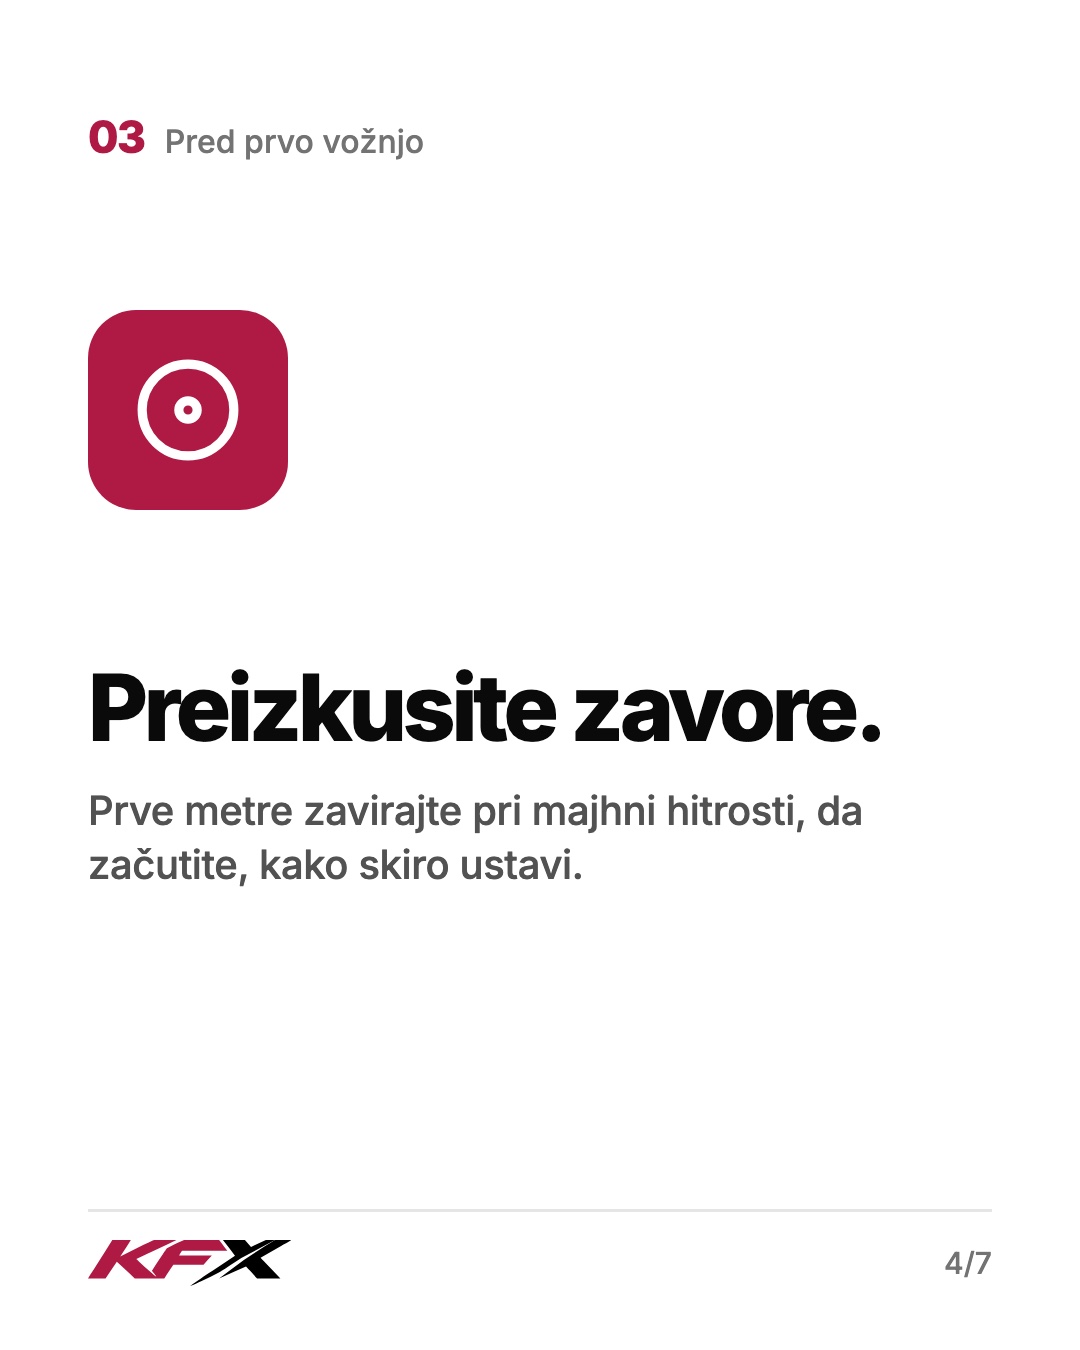 03 Pred prvo vožnjo
Preizkusite zavore.
Prve metre zavirajte pri majhni hitrosti, da
začutite, kako skiro ustavi.
KFX
4/7